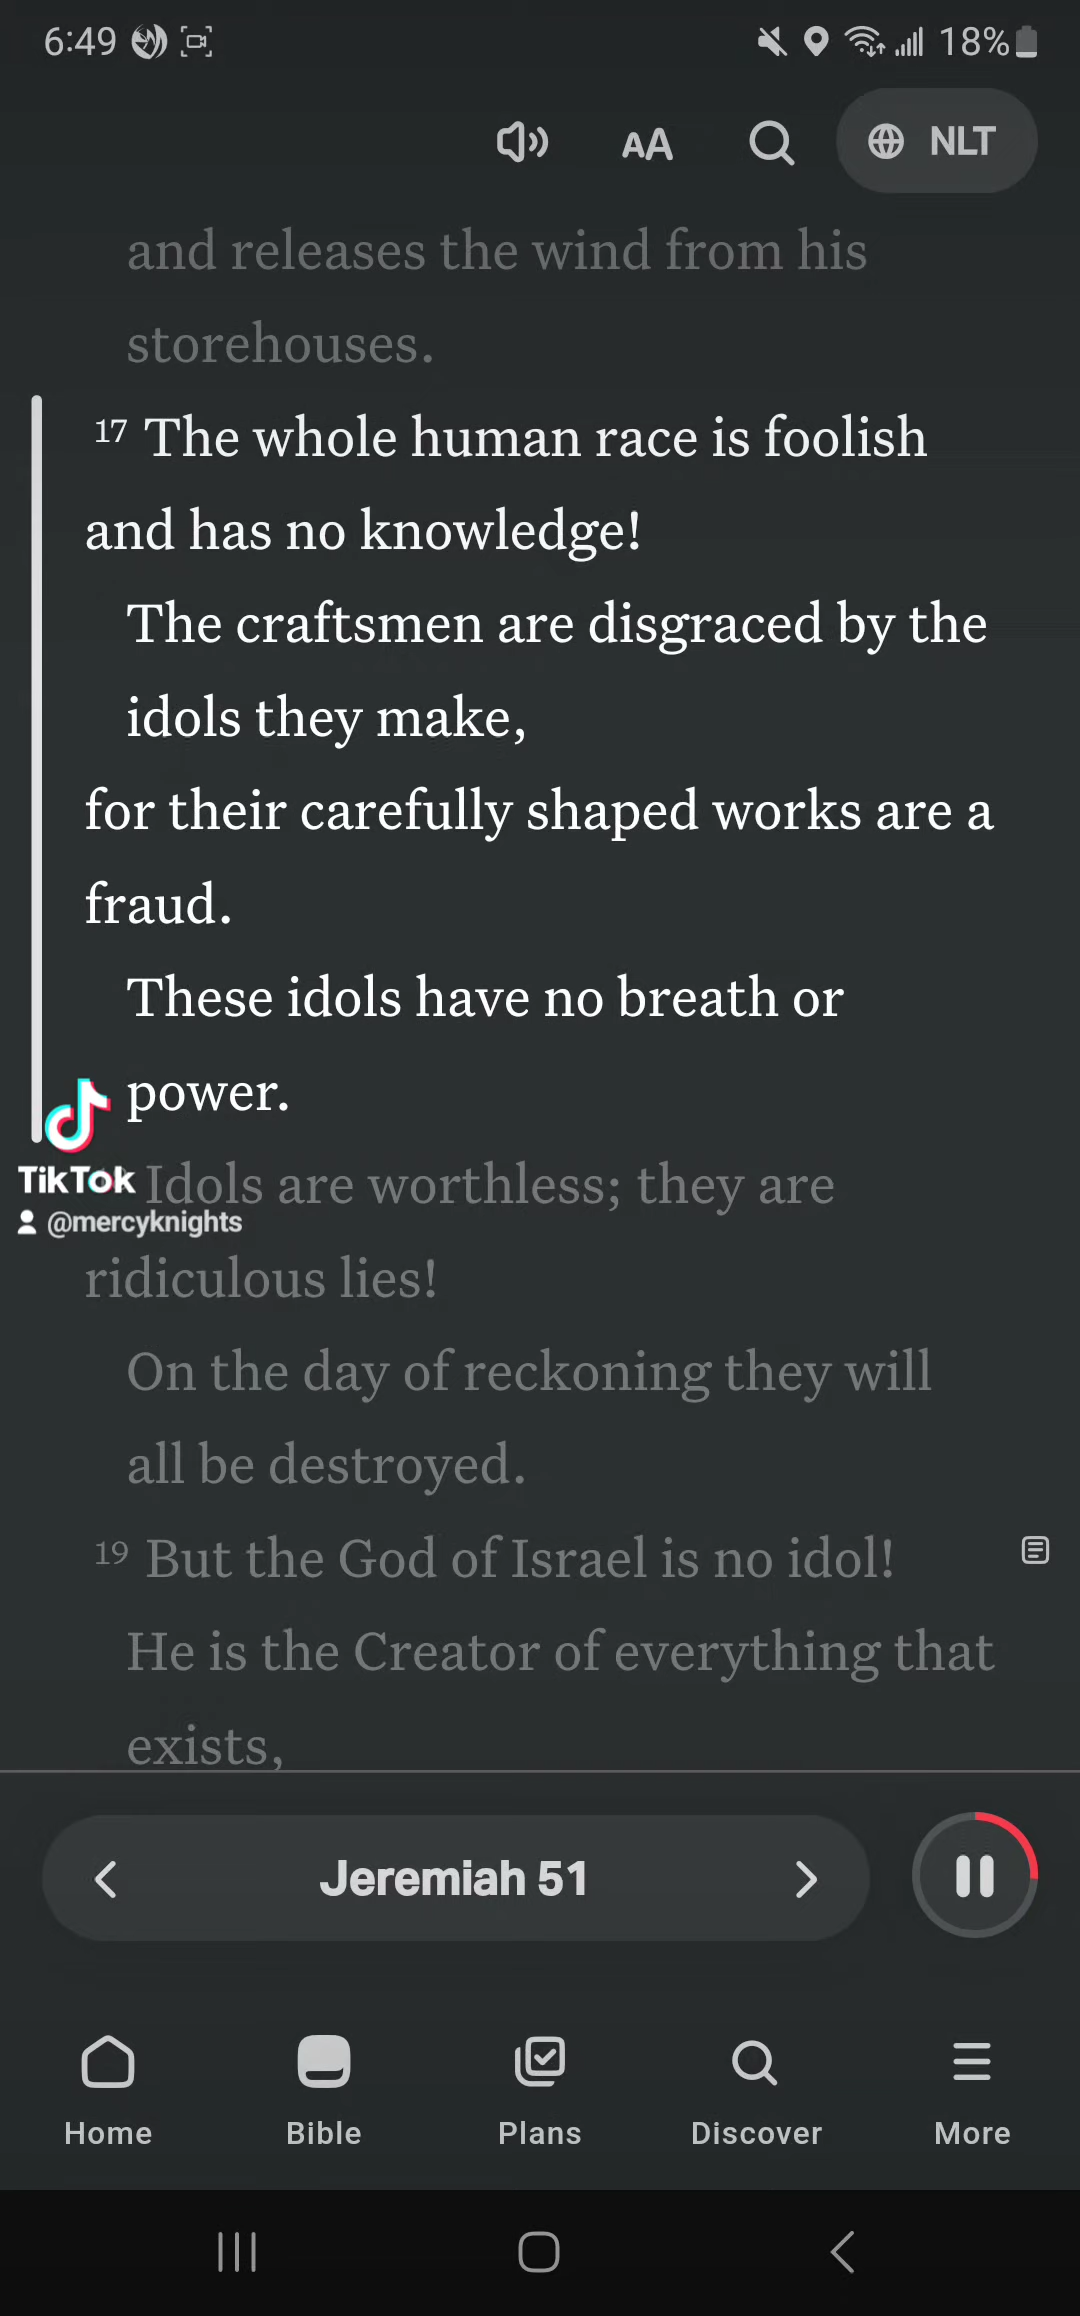 6:49
18%
AA
NLT
and releases the wind from his
storehouses.
17 The whole human race is foolish
and has no knowledge!
The craftsmen are disgraced by the
idols they make,
for their carefully shaped works are a
fraud.
These idols have no breath or
power.
TikTok
Idols are worthless; they are
@mercyknights
ridiculous lies!
On the day of reckoning they will
all be destroyed.
19 But the God of Israel is no idol!
He is the Creator of everything that
exists,
Jeremiah 51
Home Bible Plans Discover More